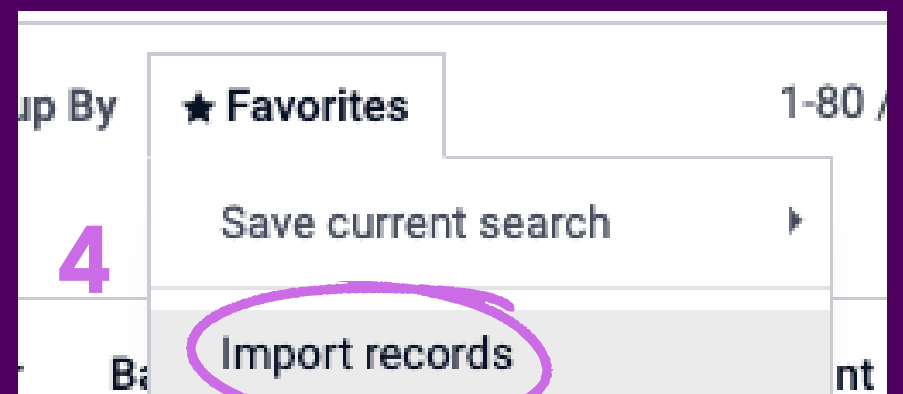 up By ★ Favorites 1-80 /
Save current search
4
Import records
Ba nt